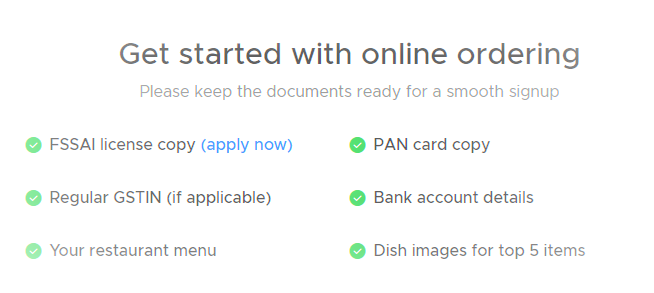 Get started with online ordering
Please keep the documents ready for a smooth signup
FSSAI license copy (apply now)
PAN card copy
Regular GSTIN (if applicable)
Bank account details
Your restaurant menu
Dish images for top 5 items